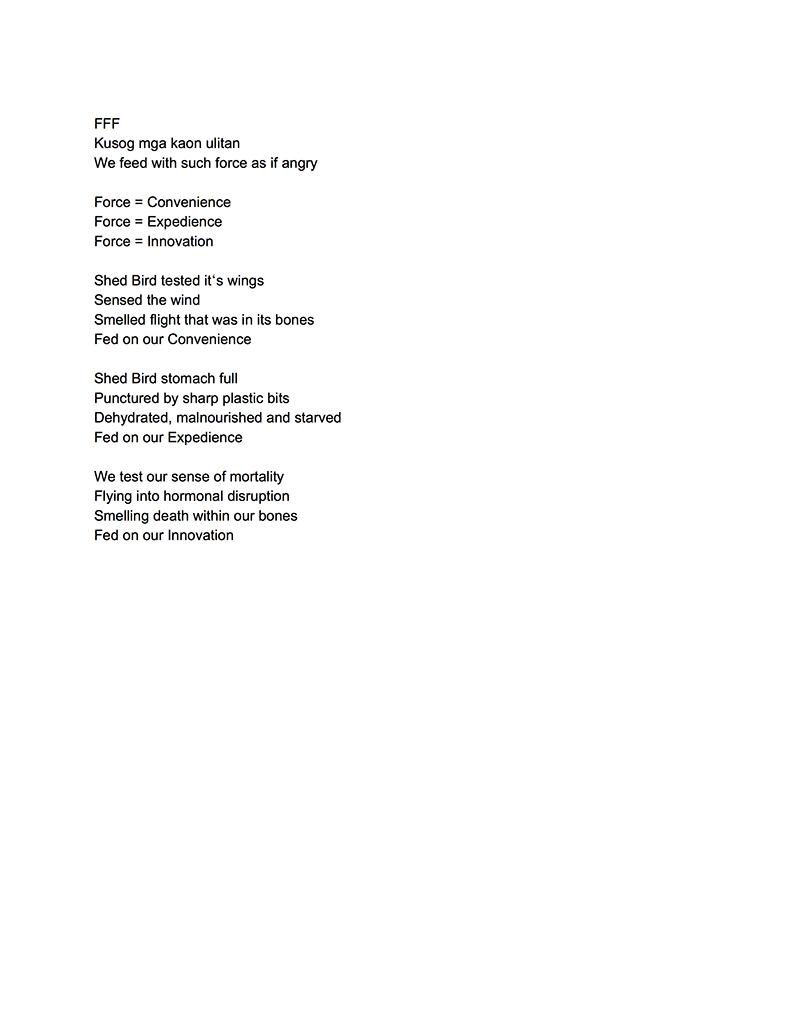 FFF
Kusog mga kaon ulitan
We feed with such force as if angry
Force = Convenience
Force = Expedience
Force = Innovation
Shed Bird tested it‘s wings
Sensed the wind
Smelled flight that was in its bones
Fed on our Convenience
Shed Bird stomach full
Punctured by sharp plastic bits
Dehydrated, malnourished and starved
Fed on our Expedience
We test our sense of mortality
Flying into hormonal disruption
Smelling death within our bones
Fed on our Innovation